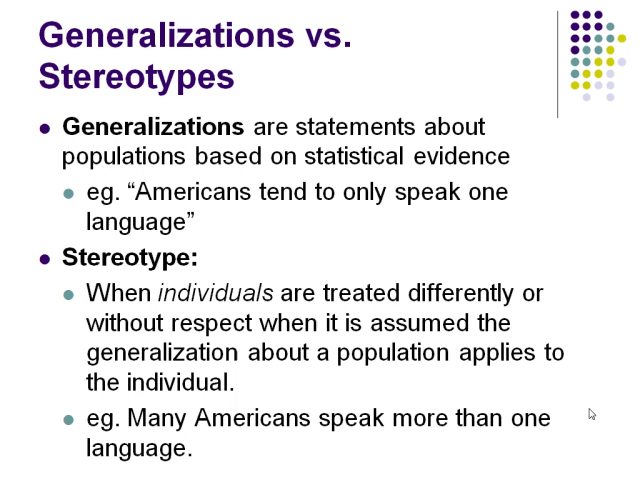 Generalizations vs.
Stereotypes
Generalizations are statements about
populations based on statistical evidence
eg. “Americans tend to only speak one
language”
Stereotype:
When individuals are treated differently or
without respect when it is assumed the
generalization about a population applies to
the individual.
eg. Many Americans speak more than one
language.